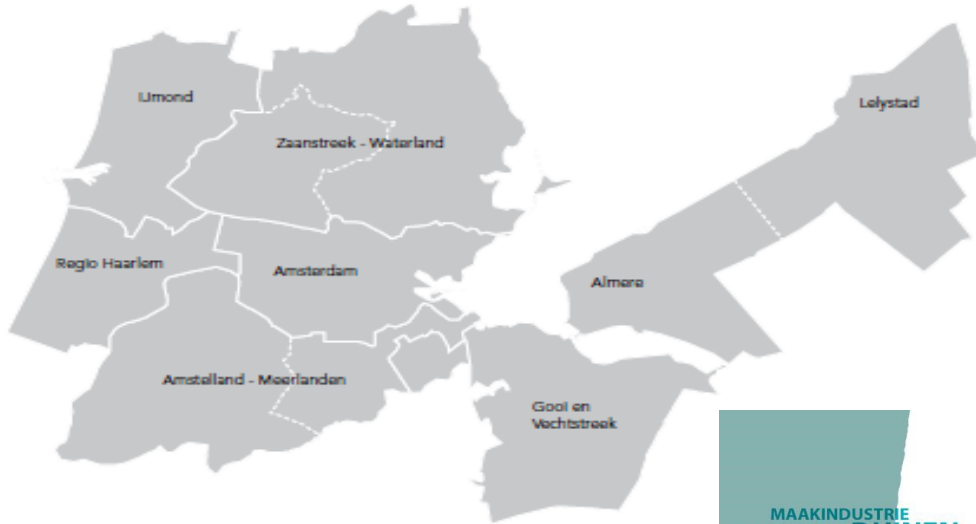 IJmond
Lelystad
Zaanstreek - Waterland
Regio Haarlem
Amsterdam
Almere
Amstelland - Meerlanden
Gooi en
Vechtstreek
MAAKINDUSTRIE